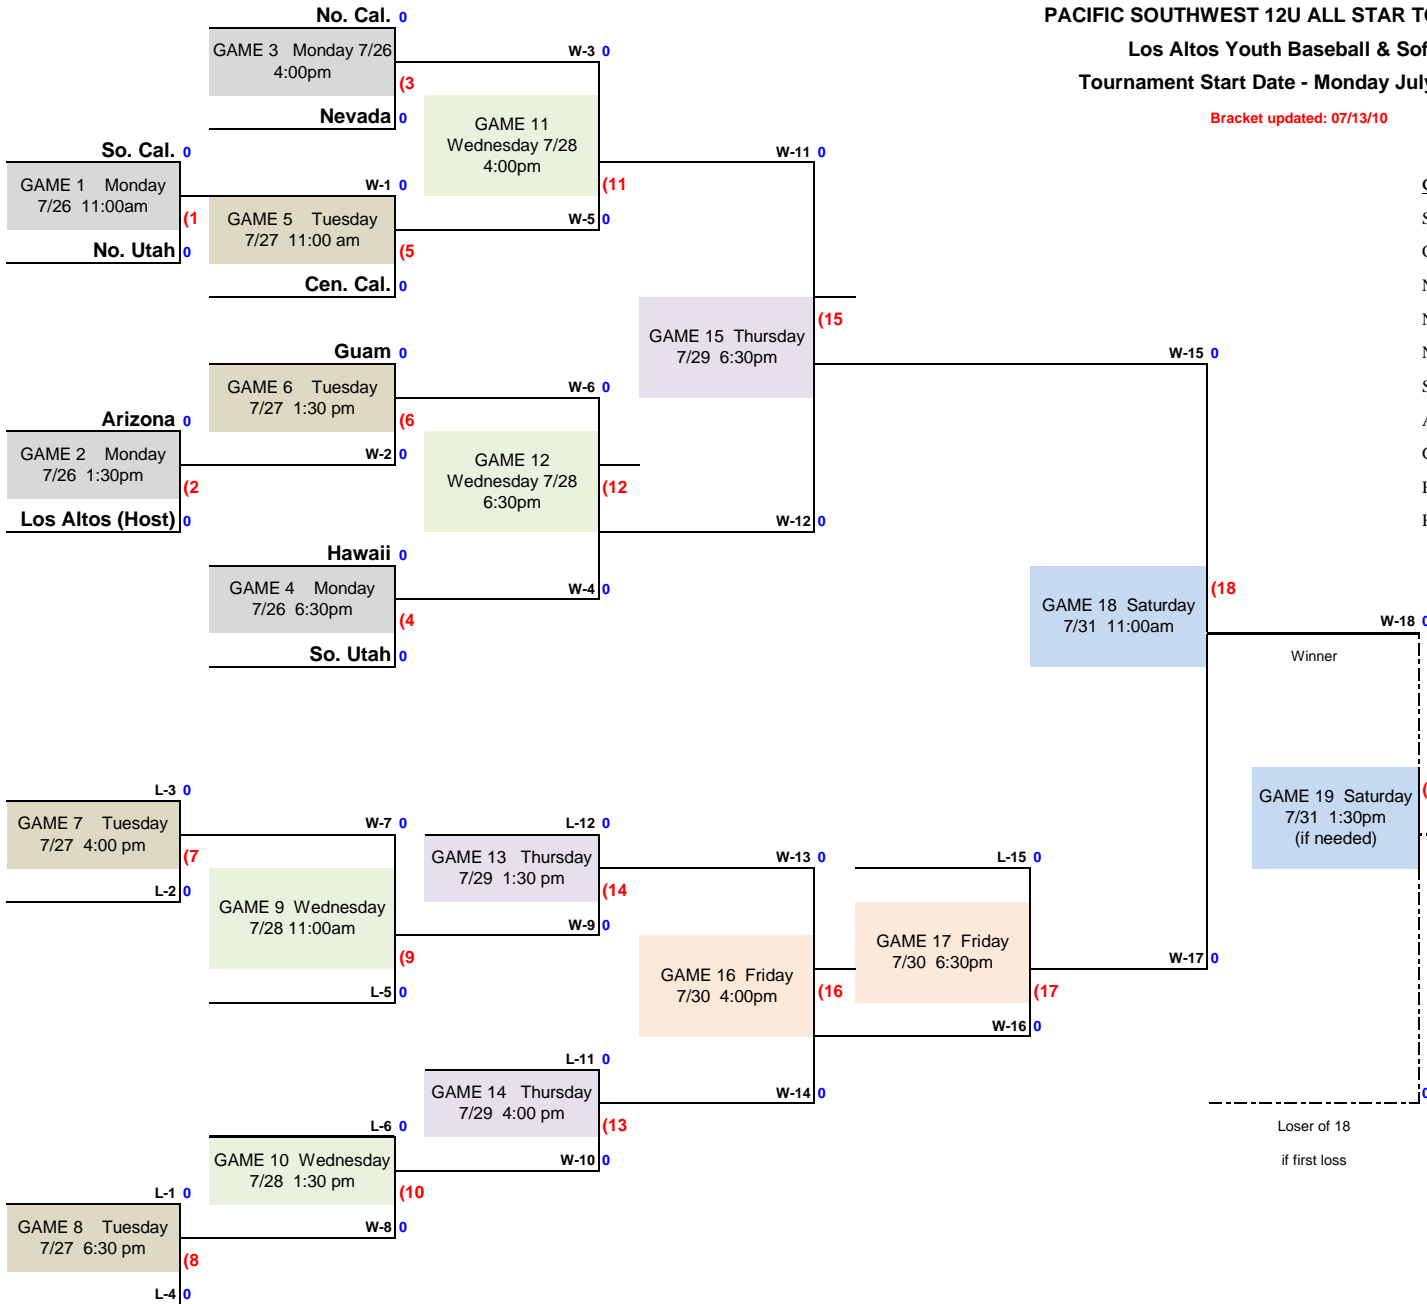 PACIFIC SOUTHWEST 12U ALL STAR TO
Los Altos Youth Baseball & Sof
Tournament Start Date - Monday July
Bracket updated: 07/13/10
No. Cal. 0
GAME 3 Monday 7/26
4:00pm
(3
Nevada 0
W-3 0
GAME 11
Wednesday 7/28
4:00pm
(11
W-5 0
So. Cal. 0
GAME 1 Monday
7/26 11:00am
(1
No. Utah 0
W-1 0
GAME 5 Tuesday
7/27 11:00 am
(5
Cen. Cal. 0
W-11 0
GAME 15 Thursday
7/29 6:30pm
(15
W-12 0
Guam 0
GAME 6 Tuesday
7/27 1:30 pm
(6
W-2 0
W-6 0
GAME 12
Wednesday 7/28
6:30pm
(12
W-4 0
Arizona 0
GAME 2 Monday
7/26 1:30pm
(2
Los Altos (Host) 0
Hawaii 0
GAME 4 Monday
7/26 6:30pm
(4
So. Utah 0
W-15 0
GAME 18 Saturday
7/31 11:00am
(18
W-17 0
W-18 0
Winner
GAME 19 Saturday
7/31 1:30pm
(if needed)
(
0
Loser of 18
if first loss
L-3 0
GAME 7 Tuesday
7/27 4:00 pm
(7
L-2 0
W-7 0
GAME 9 Wednesday
7/28 11:00am
(9
L-5 0
L-12 0
GAME 13 Thursday
7/29 1:30 pm
(14
W-9 0
W-13 0
GAME 16 Friday
7/30 4:00pm
(16
W-14 0
L-15 0
GAME 17 Friday
7/30 6:30pm
(17
W-16 0
L-11 0
GAME 14 Thursday
7/29 4:00 pm
(13
W-10 0
L-6 0
GAME 10 Wednesday
7/28 1:30 pm
(10
W-8 0
L-1 0
GAME 8 Tuesday
7/27 6:30 pm
(8
L-4 0